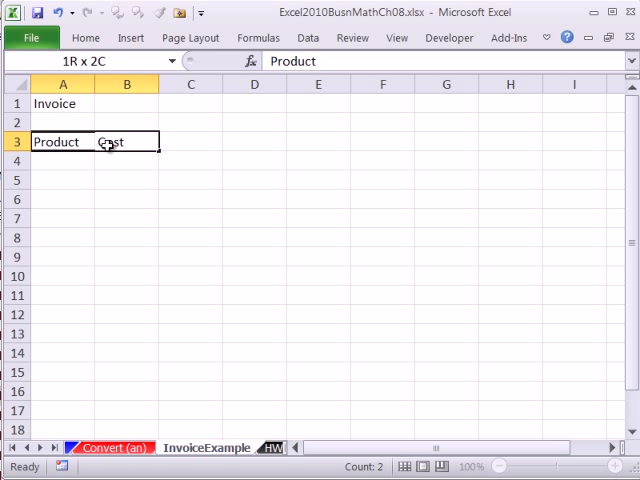 Excel2010BusnMathCh08.xlsx - Microsoft Excel
File Home Insert Page Layout Formulas Data Review View Developer Add-Ins
1R x 2C fx Product
A B C D E F G H I
1 Invoice
2
3 Product Cost
4
5
6
7
8
9
10
11
12
13
14
15
16
17
18
Convert (an) InvoiceExample HW
Ready Count: 2 100%